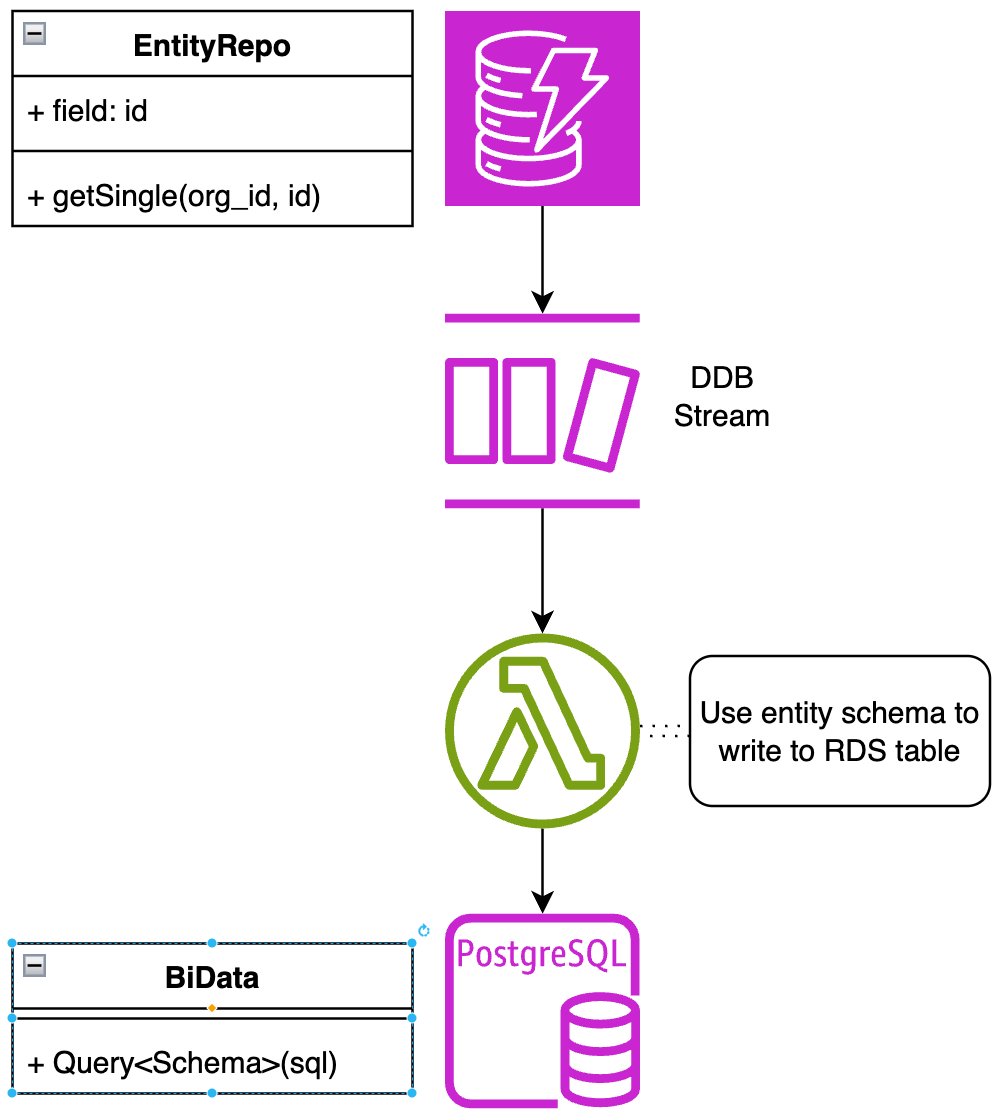 EntityRepo
+ field: id
+ getSingle(org_id, id)
DDB
Stream
Use entity schema to
write to RDS table
PostgreSQL
BiData
+ Query<Schema>(sql)